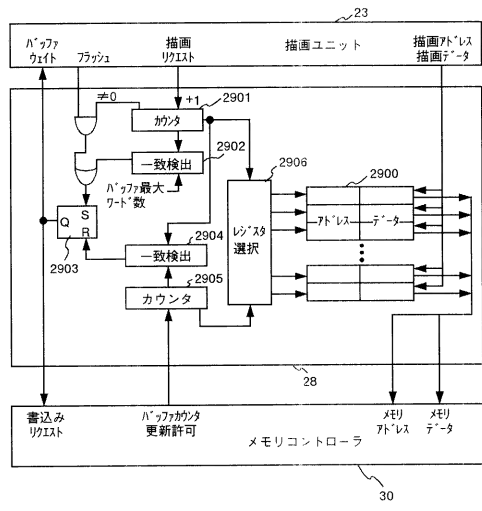 23
バッファ
ウェイト
フラッシュ
描画
リクエスト
描画ユニット
描画アドレス
描画データ
≠0
+1
2901
カウンタ
2902
一致検出
バッファ最大
ワード数
2906
2900
レジスタ
選択
アドレス
データ
S
Q
R
2903
2904
一致検出
2905
カウンタ
28
書込み
リクエスト
バッファカウンタ
更新許可
メモリ
アドレス
メモリ
データ
メモリコントローラ
30